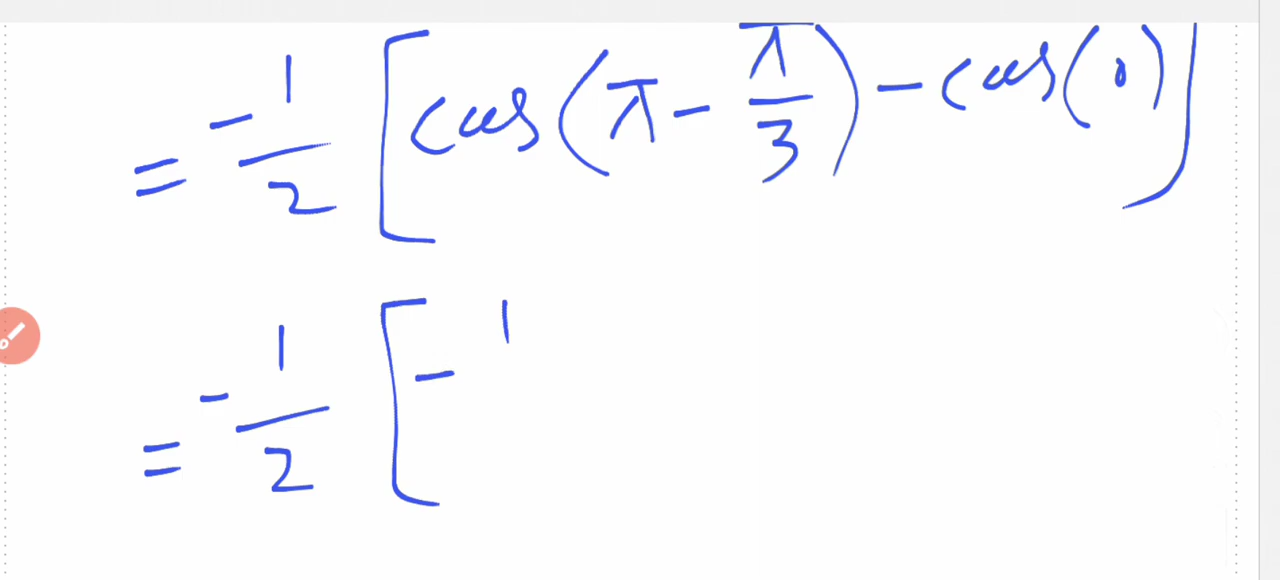 = -1/2 [cos(π - π/3) - cos(0)]
= -1/2 [- 1